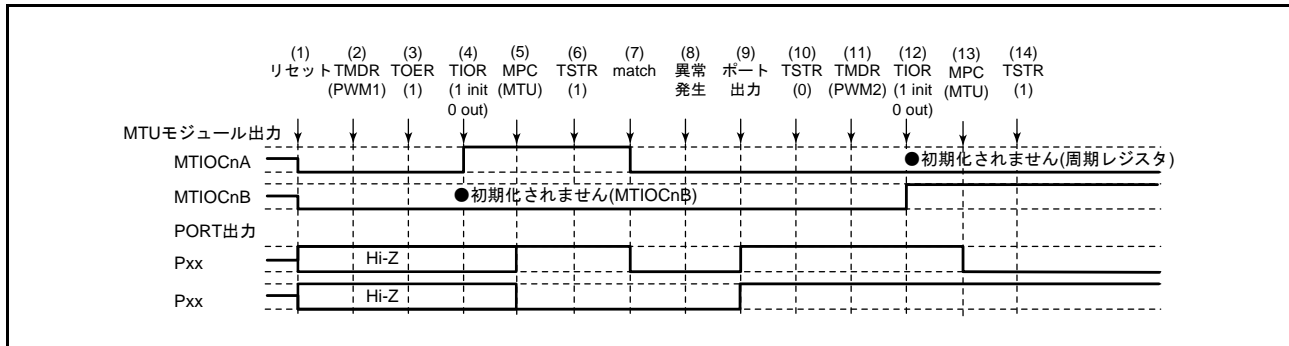 (1) (2) (3) (4) (5) (6) (7) (8) (9) (10) (11) (12) (13) (14)
リセット TMDR TOER TIOR MPC TSTR match 異常 ポート TSTR TMDR TIOR MPC TSTR
(PWM1) (1) (1 init (MTU) (1) 発生 出力 (0) (PWM2) (1 init (MTU) (1)
0 out) 0 out)
MTUモジュール出力
MTIOCnA ●初期化されません(周期レジスタ)
MTIOCnB ●初期化されません(MTIOCnB)
PORT出力
Pxx Hi-Z
Pxx Hi-Z